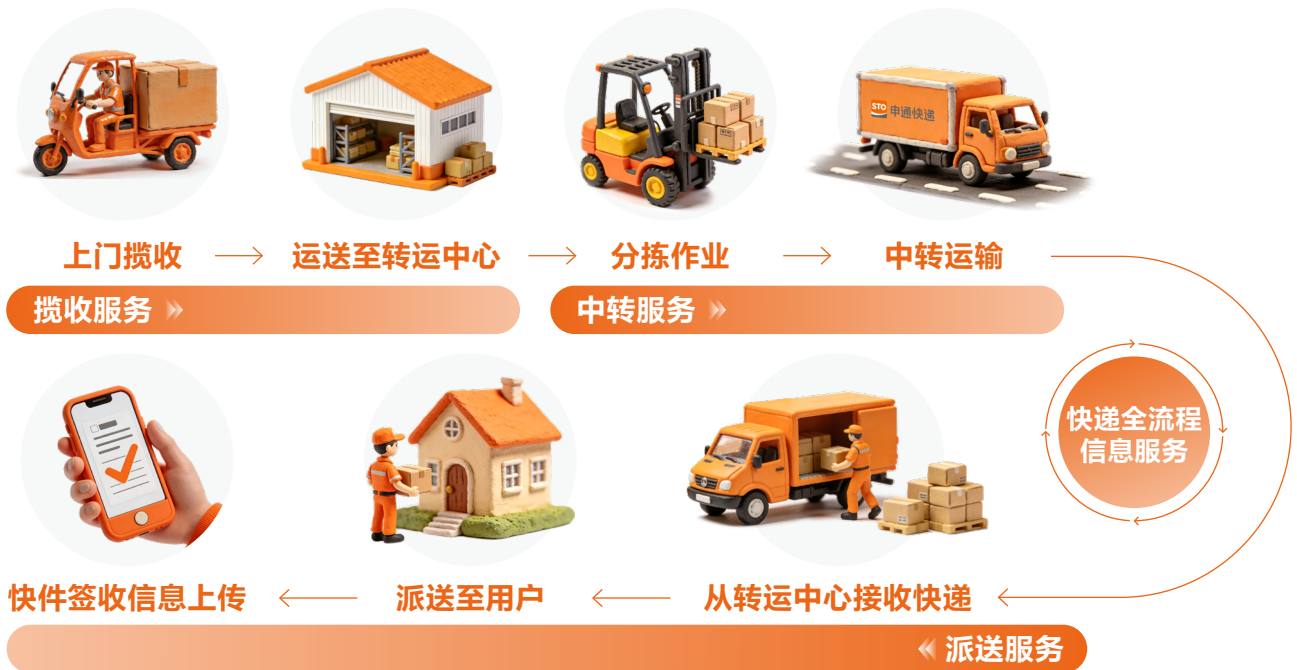 STO 申通快递
上门揽收
运送至转运中心
分拣作业
中转运输
揽收服务
中转服务
快递全流程
信息服务
快件签收信息上传
派送至用户
从转运中心接收快递
派送服务